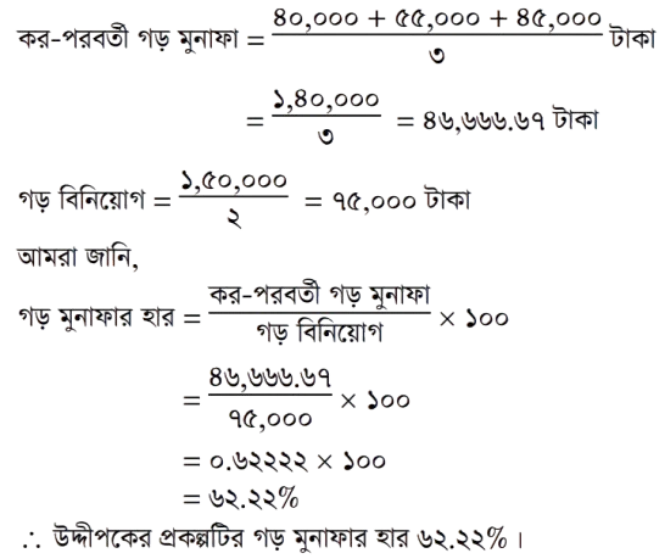 কর-পরবর্তী গড় মুনাফা = ৪০,০০০ + ৫৫,০০০ + ৪৫,০০০ / ৩ টাকা
= ১,৪০,০০০ / ৩ = ৪৬,৬৬৬.৬৭ টাকা
গড় বিনিয়োগ = ১,৫০,০০০ / ২ = ৭৫,০০০ টাকা
আমরা জানি,
গড় মুনাফার হার = কর-পরবর্তী গড় মুনাফা / গড় বিনিয়োগ × ১০০
= ৪৬,৬৬৬.৬৭ / ৭৫,০০০ × ১০০
= ০.৬২২২২ × ১০০
= ৬২.২২%
∴ উদ্দীপকের প্রকল্পটির গড় মুনাফার হার ৬২.২২%।